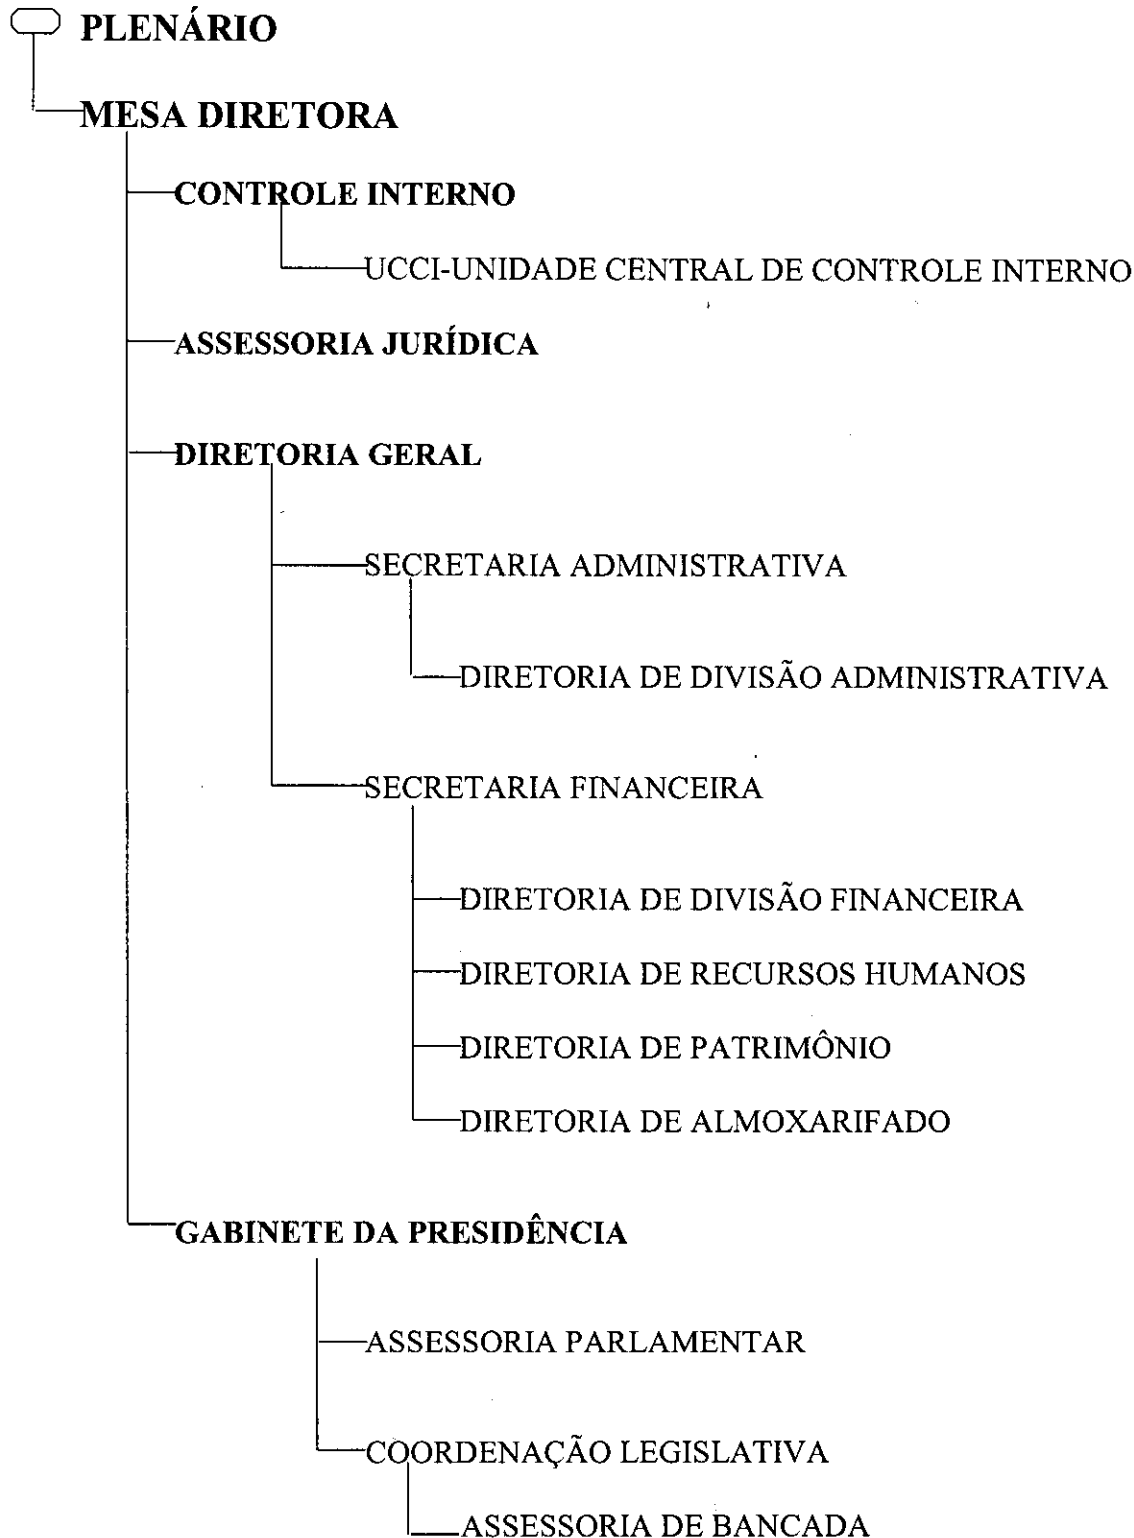 PLENÁRIO
MESA DIRETORA
CONTROLE INTERNO
UCCI-UNIDADE CENTRAL DE CONTROLE INTERNO
ASSESSORIA JURÍDICA
DIRETORIA GERAL
SECRETARIA ADMINISTRATIVA
DIRETORIA DE DIVISÃO ADMINISTRATIVA
SECRETARIA FINANCEIRA
DIRETORIA DE DIVISÃO FINANCEIRA
DIRETORIA DE RECURSOS HUMANOS
DIRETORIA DE PATRIMÔNIO
DIRETORIA DE ALMOXARIFADO
GABINETE DA PRESIDÊNCIA
ASSESSORIA PARLAMENTAR
COORDENAÇÃO LEGISLATIVA
ASSESSORIA DE BANCADA